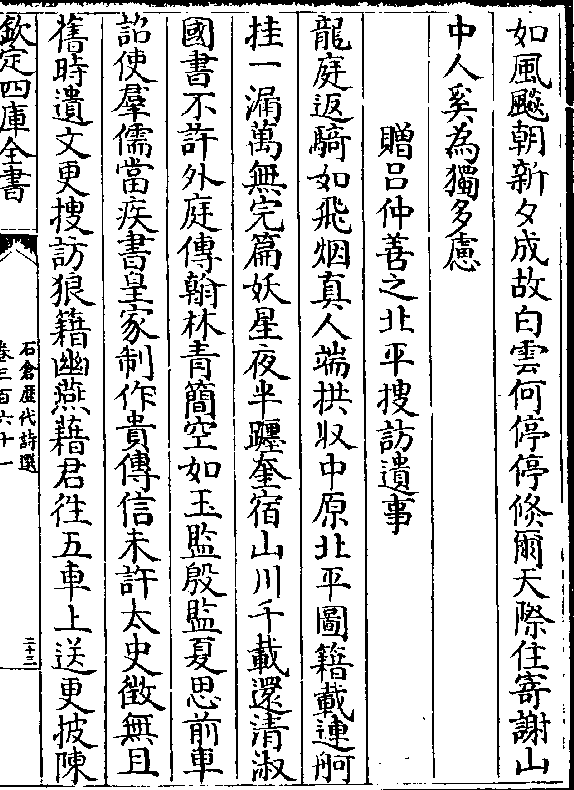 如風飈朝新夕成故白雲何停停倐爾天際住寄謝山
中人奚為獨多慮
贈吕仲善之北平捜訪遺事
龍庭返騎如飛烟真人端拱収中原北平圖籍載連舸
挂一漏萬無完篇妖星夜半躔奎宿山川千載還清淑
國書不許外庭傳翰林青簡空如玉監殷監夏思前車
詔使羣儒當疾書皇家制作貴傳信未許太史徴無且
舊時遺文更捜訪狼籍幽燕藉君徃五車上送更披陳
欽定四庫全書
石倉歴代詩選
卷三百六十一
二十三